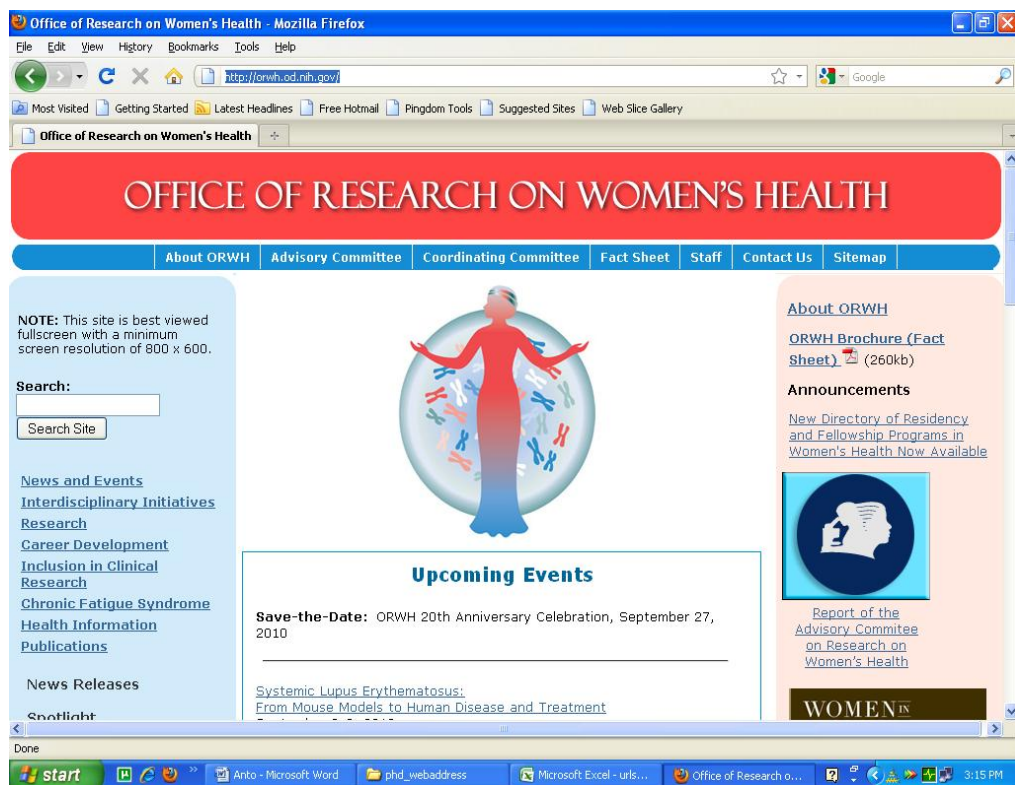 Office of Research on Women's Health - Mozilla Firefox
File Edit View History Bookmarks Tools Help
http://orwh.od.nih.gov/
Google
Most Visited Getting Started Latest Headlines Free Hotmail Pingdom Tools Suggested Sites Web Slice Gallery
Office of Research on Women's Health
OFFICE OF RESEARCH ON WOMEN'S HEALTH
About ORWH Advisory Committee Coordinating Committee Fact Sheet Staff Contact Us Sitemap
NOTE: This site is best viewed
fullscreen with a minimum
screen resolution of 800 x 600.
Search:
Search Site
News and Events
Interdisciplinary Initiatives
Research
Career Development
Inclusion in Clinical
Research
Chronic Fatigue Syndrome
Health Information
Publications
News Releases
Spotlight
Upcoming Events
Save-the-Date: ORWH 20th Anniversary Celebration, September 27,
2010
Systemic Lupus Erythematosus:
From Mouse Models to Human Disease and Treatment
About ORWH
ORWH Brochure (Fact
Sheet) (260kb)
Announcements
New Directory of Residency
and Fellowship Programs in
Women's Health Now Available
Report of the
Advisory Commitee
on Research on
Women's Health
WOMEN IN
Done
start Anto - Microsoft Word phd_webaddress Microsoft Excel - urls... Office of Research o... 3:15 PM